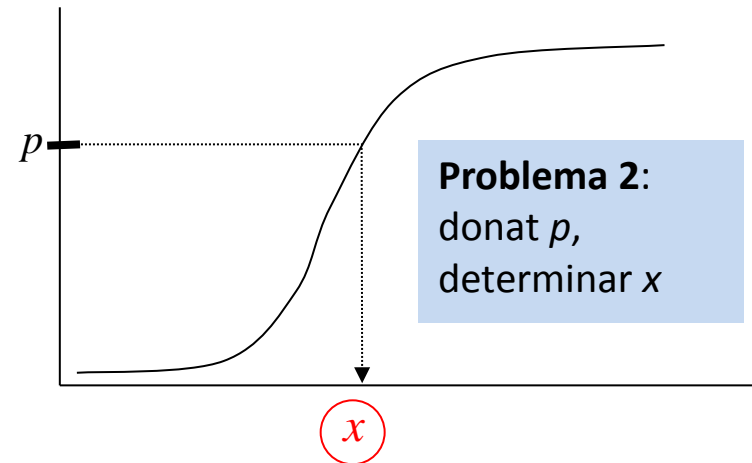 p
Problema 2:
donat p,
determinar x
x